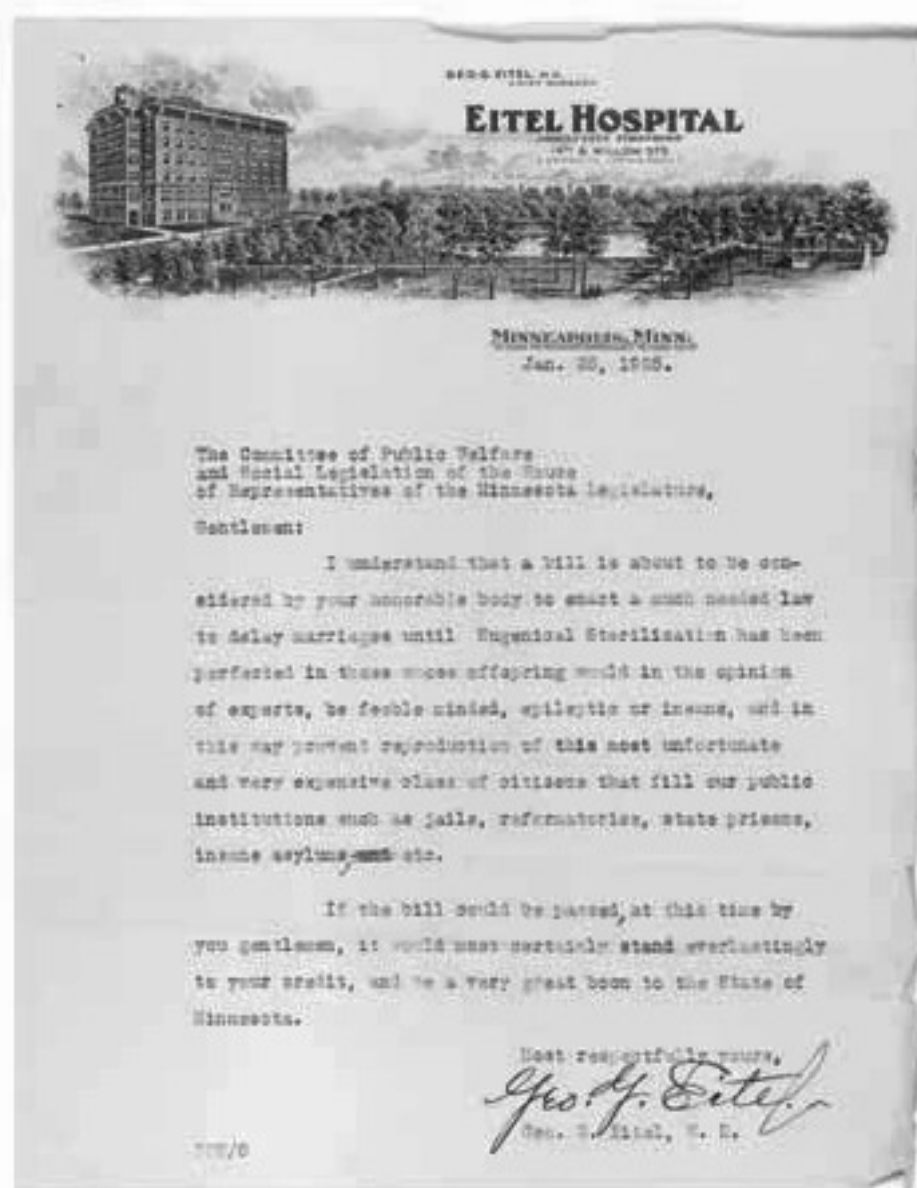 GEO. G. EITEL, M.D.
EITEL HOSPITAL
MINNEAPOLIS, MINN.
Jan. 1925.
The Committee of Public Welfare
and Social Legislation of the House
of Representatives of the Minnesota Legislature,
Gentlemen:
I understand that a bill is about to be con-
sidered by your honorable body to enact a much needed law
to delay marriages until Eugenical Sterilization has been
perfected in those whose offspring would in the opinion
of experts, be feeble minded, epileptic or insane, and in
this way prevent reproduction of this most unfortunate
and very expensive class of citizens that fill our public
institutions such as jails, reformatories, state prisons,
insane asylums, etc.
If the bill could be passed, at this time by
you gentlemen, it would most certainly stand everlastingly
to your credit, and be a very great boon to the State of
Minnesota.
Most respectfully yours,
Geo. G. Eitel
Geo. G. Eitel, M. D.